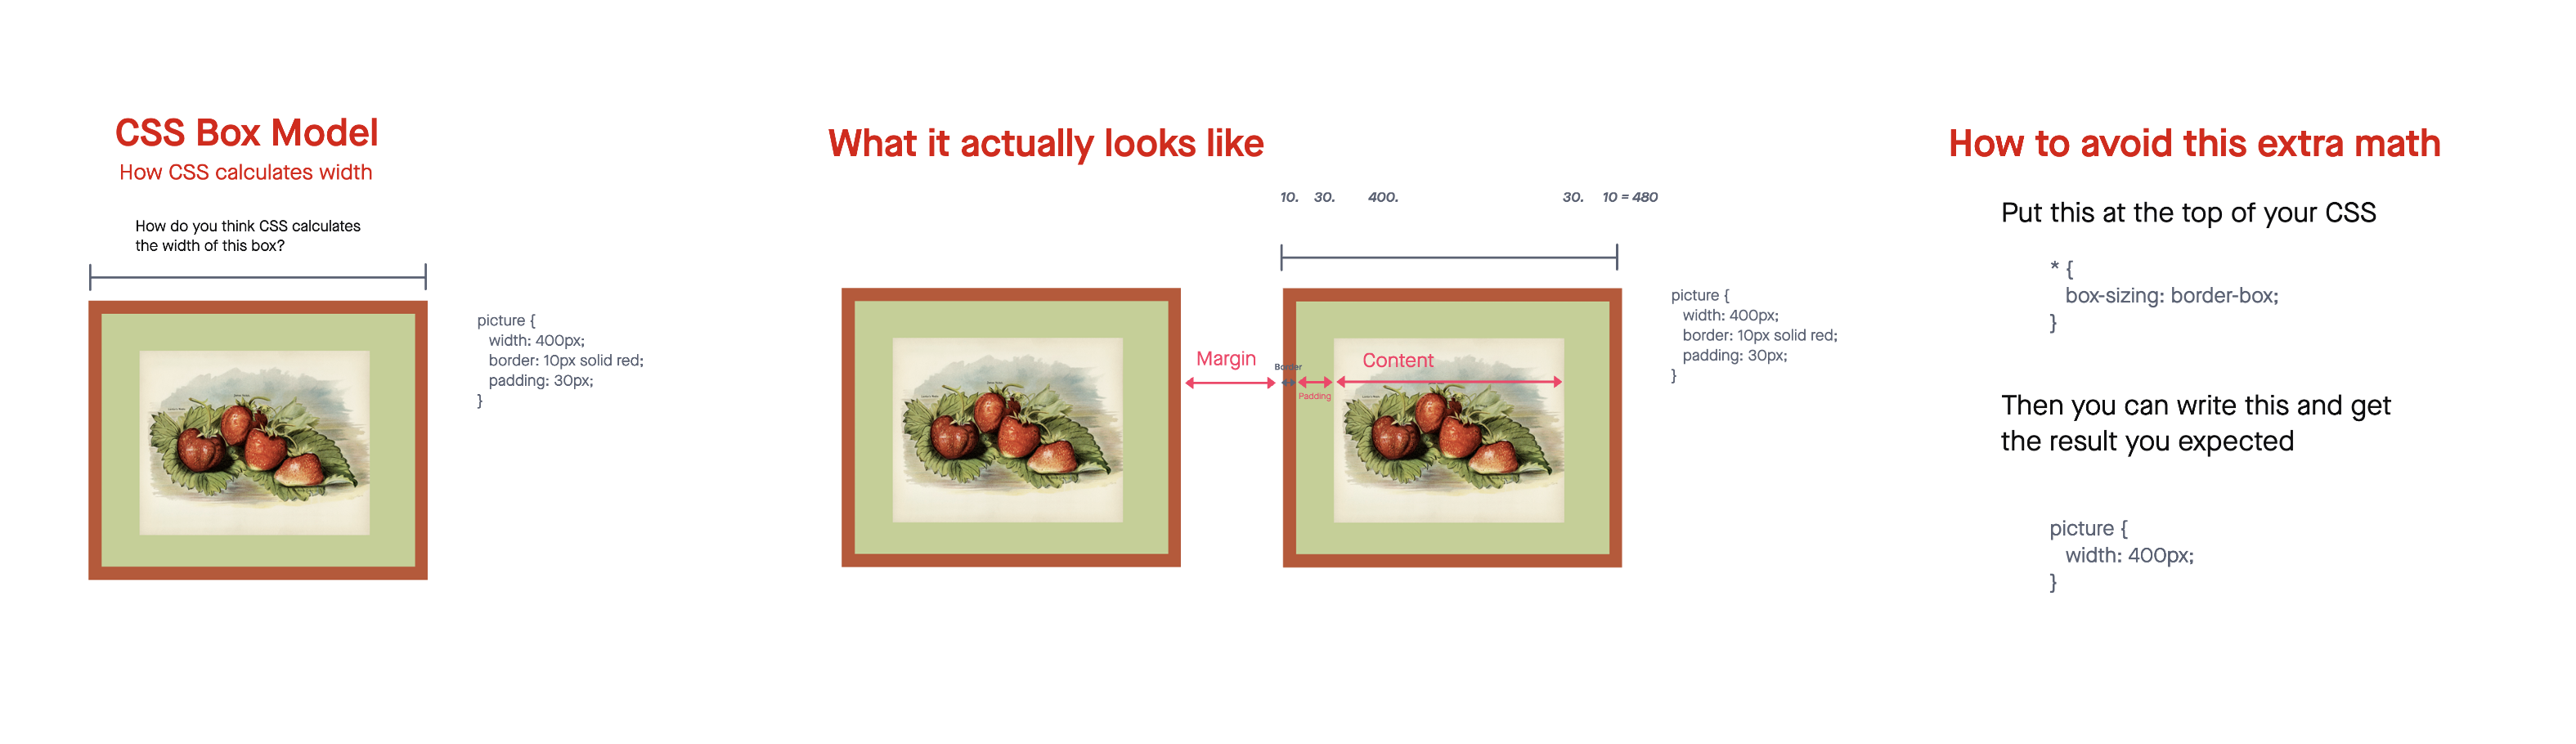 CSS Box Model
How CSS calculates width
How do you think CSS calculates
the width of this box?
picture {
width: 400px;
border: 10px solid red;
padding: 30px;
}
What it actually looks like
10. 30. 400. 30. 10 = 480
Margin
Border
Padding
Content
picture {
width: 400px;
border: 10px solid red;
padding: 30px;
}
How to avoid this extra math
Put this at the top of your CSS
* {
box-sizing: border-box;
}
Then you can write this and get
the result you expected
picture {
width: 400px;
}